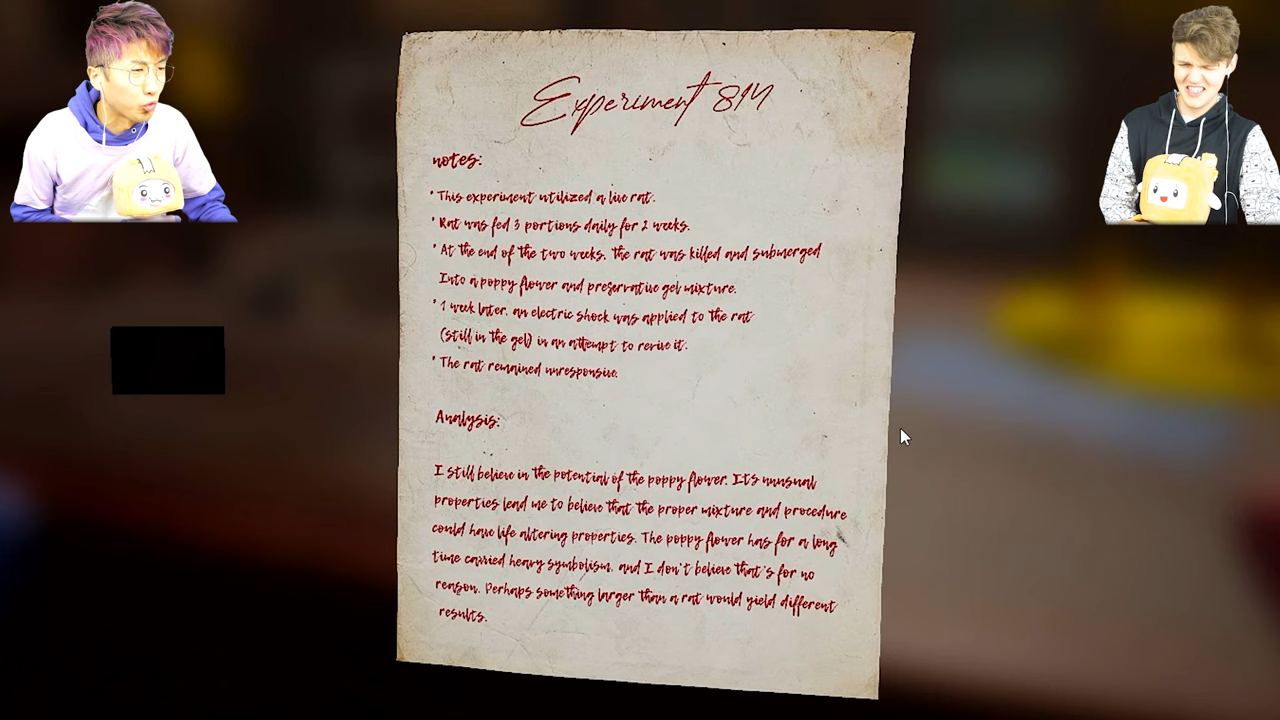 Experiment 814
notes:
• This experiment utilized a live rat.
• Rat was fed 3 portions daily for 2 weeks.
• At the end of the two weeks, the rat was killed and submerged
Into a poppy flower and preservative gel mixture.
• 1 week later, an electric shock was applied to the rat
(still in the gel) in an attempt to revive it.
• The rat remained unresponsive.
Analysis:
I still believe in the potential of the poppy flower. Its unusual
properties lead me to believe that the proper mixture and procedure
could have life altering properties. The poppy flower has for a long
time carried heavy symbolism, and I don't believe that's for no
reason. Perhaps something larger than a rat would yield different
results.